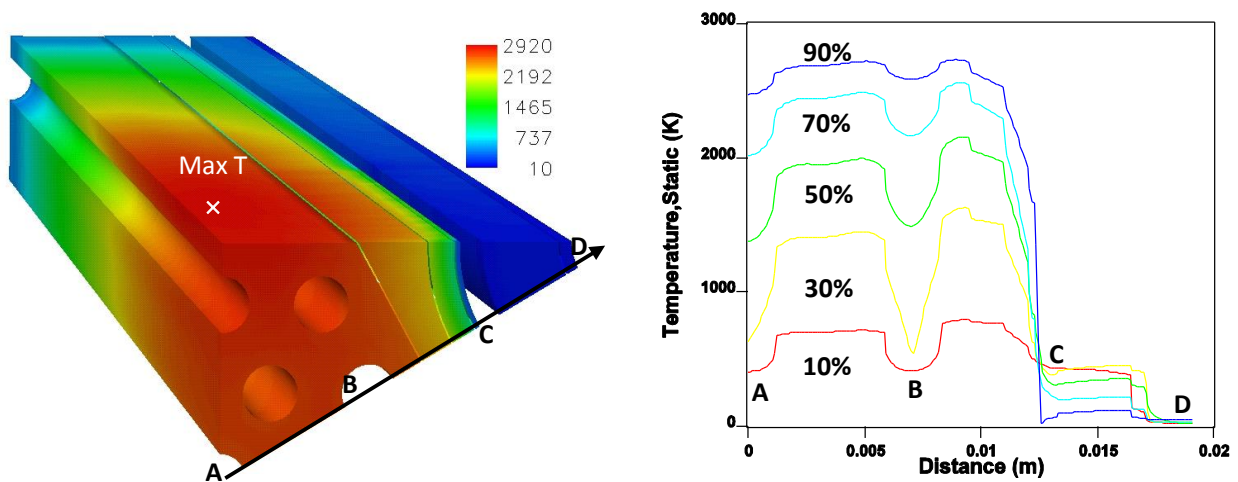 2920
2192
1465
737
10
Max T
×
A
B
C
D
Temperature,Static (K)
3000
2000
1000
0
90%
70%
50%
30%
10%
A
B
C
D
0
0.005
0.01
0.015
0.02
Distance (m)